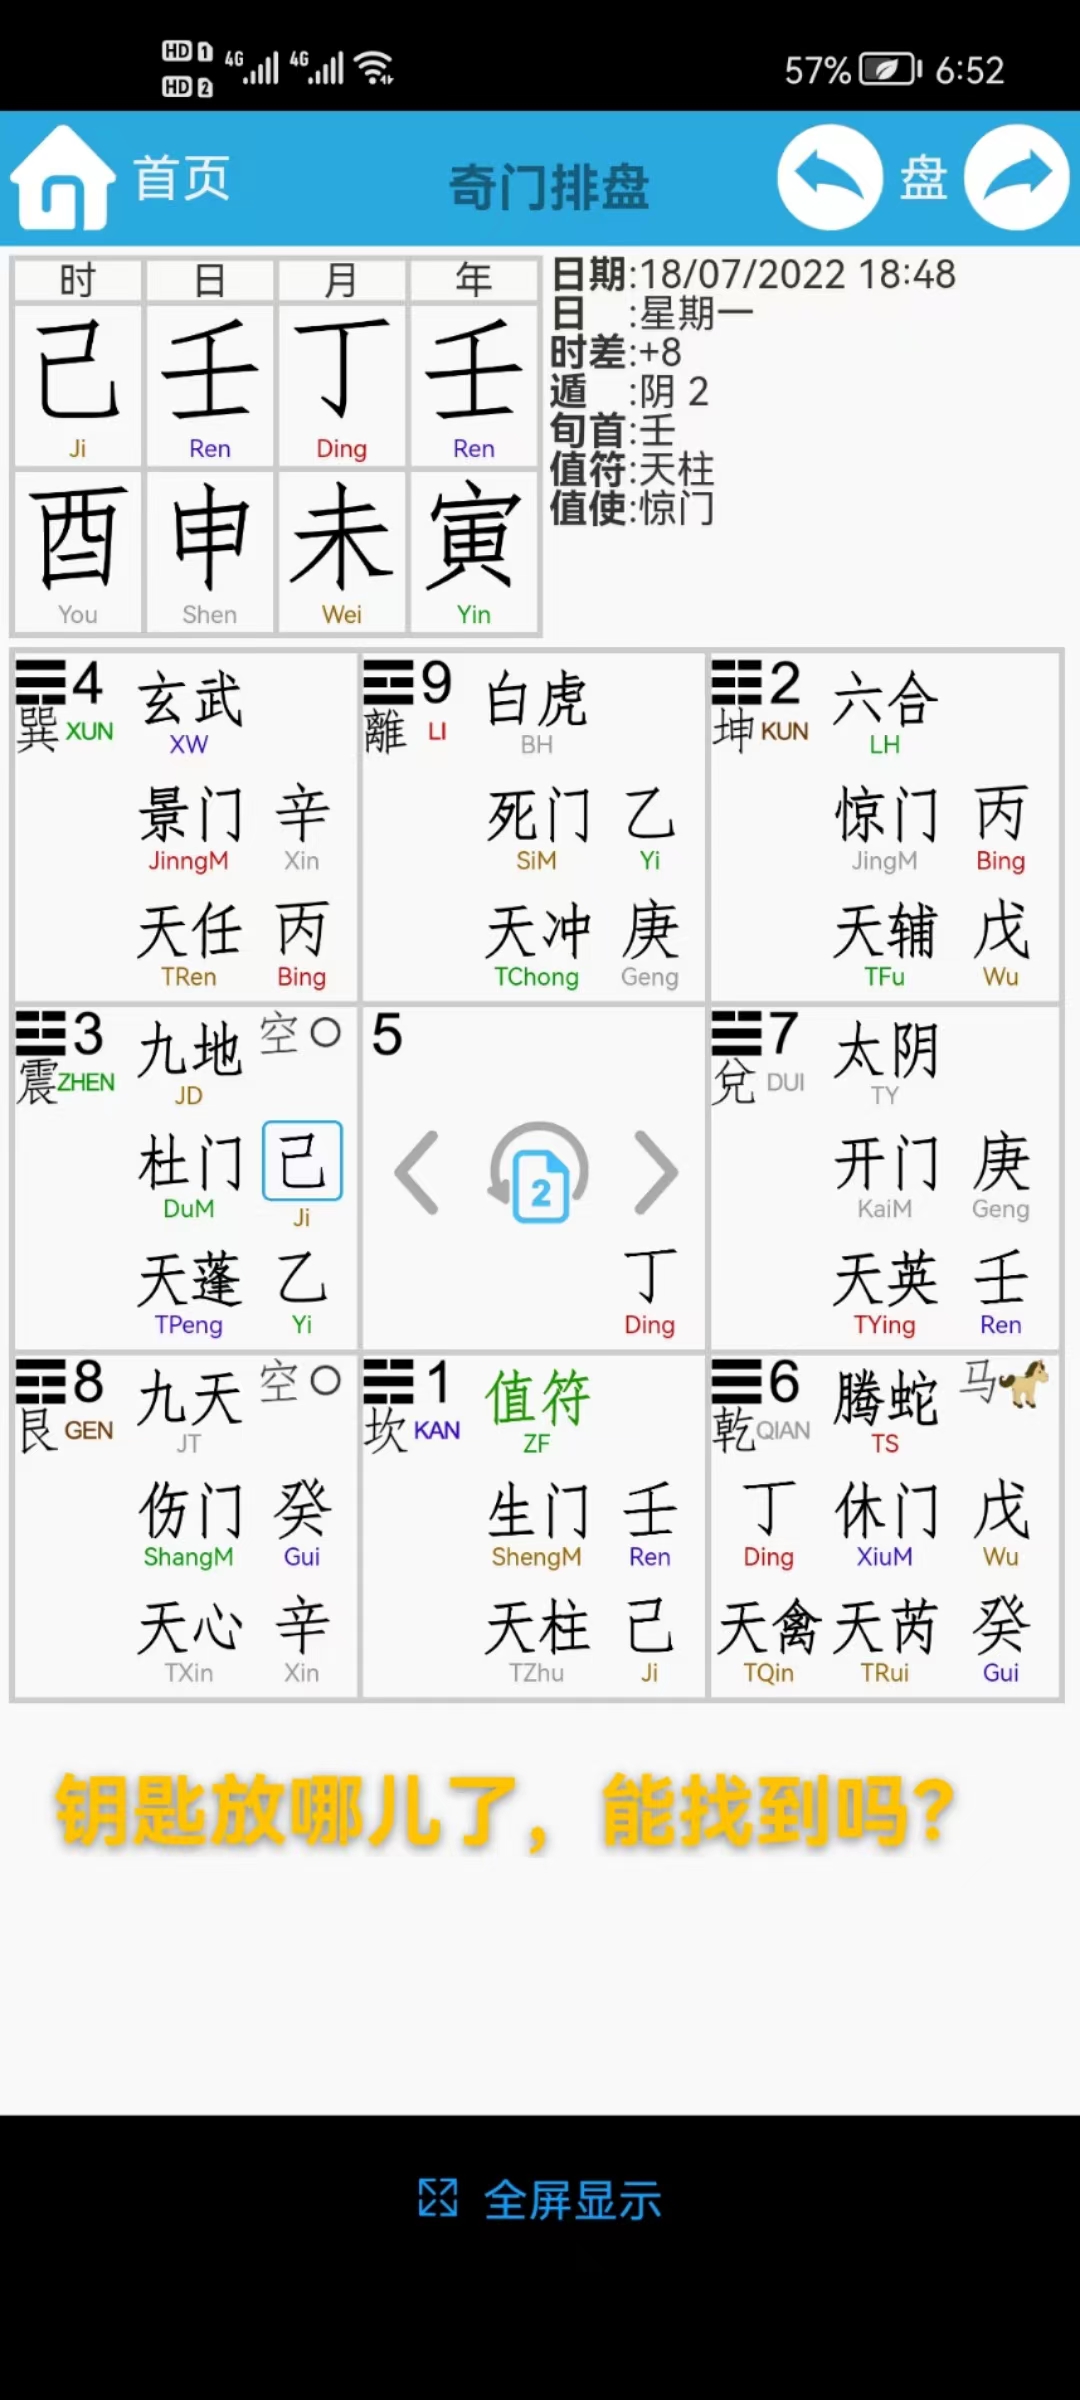 HD 1 4G 4G 57% 6:52
HD 2
首页 奇门排盘 盘
时 日 月 年
己 壬 丁 壬
Ji Ren Ding Ren
酉 申 未 寅
You Shen Wei Yin
日期:18/07/2022 18:48
日 :星期一
时差:+8
遁 :阴 2
旬首:壬
值符:天柱
值使:惊门
4 玄武
巽 XUN XW
景门 辛
JinngM Xin
天任 丙
TRen Bing
9 白虎
離 LI BH
死门 乙
SiM Yi
天冲 庚
TChong Geng
2 六合
坤 KUN LH
惊门 丙
JingM Bing
天辅 戊
TFu Wu
3 九地 空
震 ZHEN JD
杜门 己
DuM Ji
天蓬 乙
TPeng Yi
5
2
丁
Ding
7 太阴
兌 DUI TY
开门 庚
KaiM Geng
天英 壬
TYing Ren
8 九天 空
艮 GEN JT
伤门 癸
ShangM Gui
天心 辛
TXin Xin
1 值符
坎 KAN ZF
生门 壬
ShengM Ren
天柱 己
TZhu Ji
6 腾蛇 马
乾 QIAN TS
丁 休门 戊
Ding XiuM Wu
天禽 天芮 癸
TQin TRui Gui
钥匙放哪儿了，能找到吗？
全屏显示